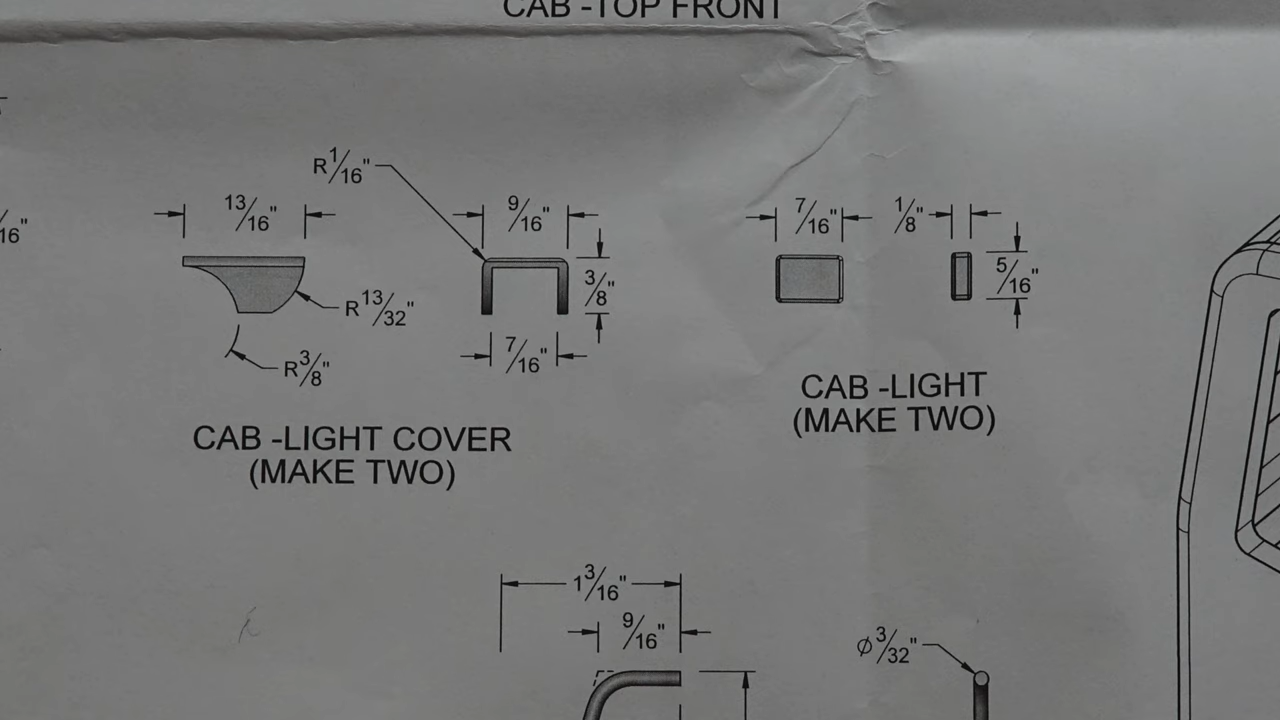 CAB -TOP FRONT
/16"
R1/16"
13/16"
9/16"
3/8"
R13/32"
7/16"
R3/8"
CAB -LIGHT COVER
(MAKE TWO)
7/16"
1/8"
5/16"
CAB -LIGHT
(MAKE TWO)
1 3/16"
9/16"
Ø3/32"